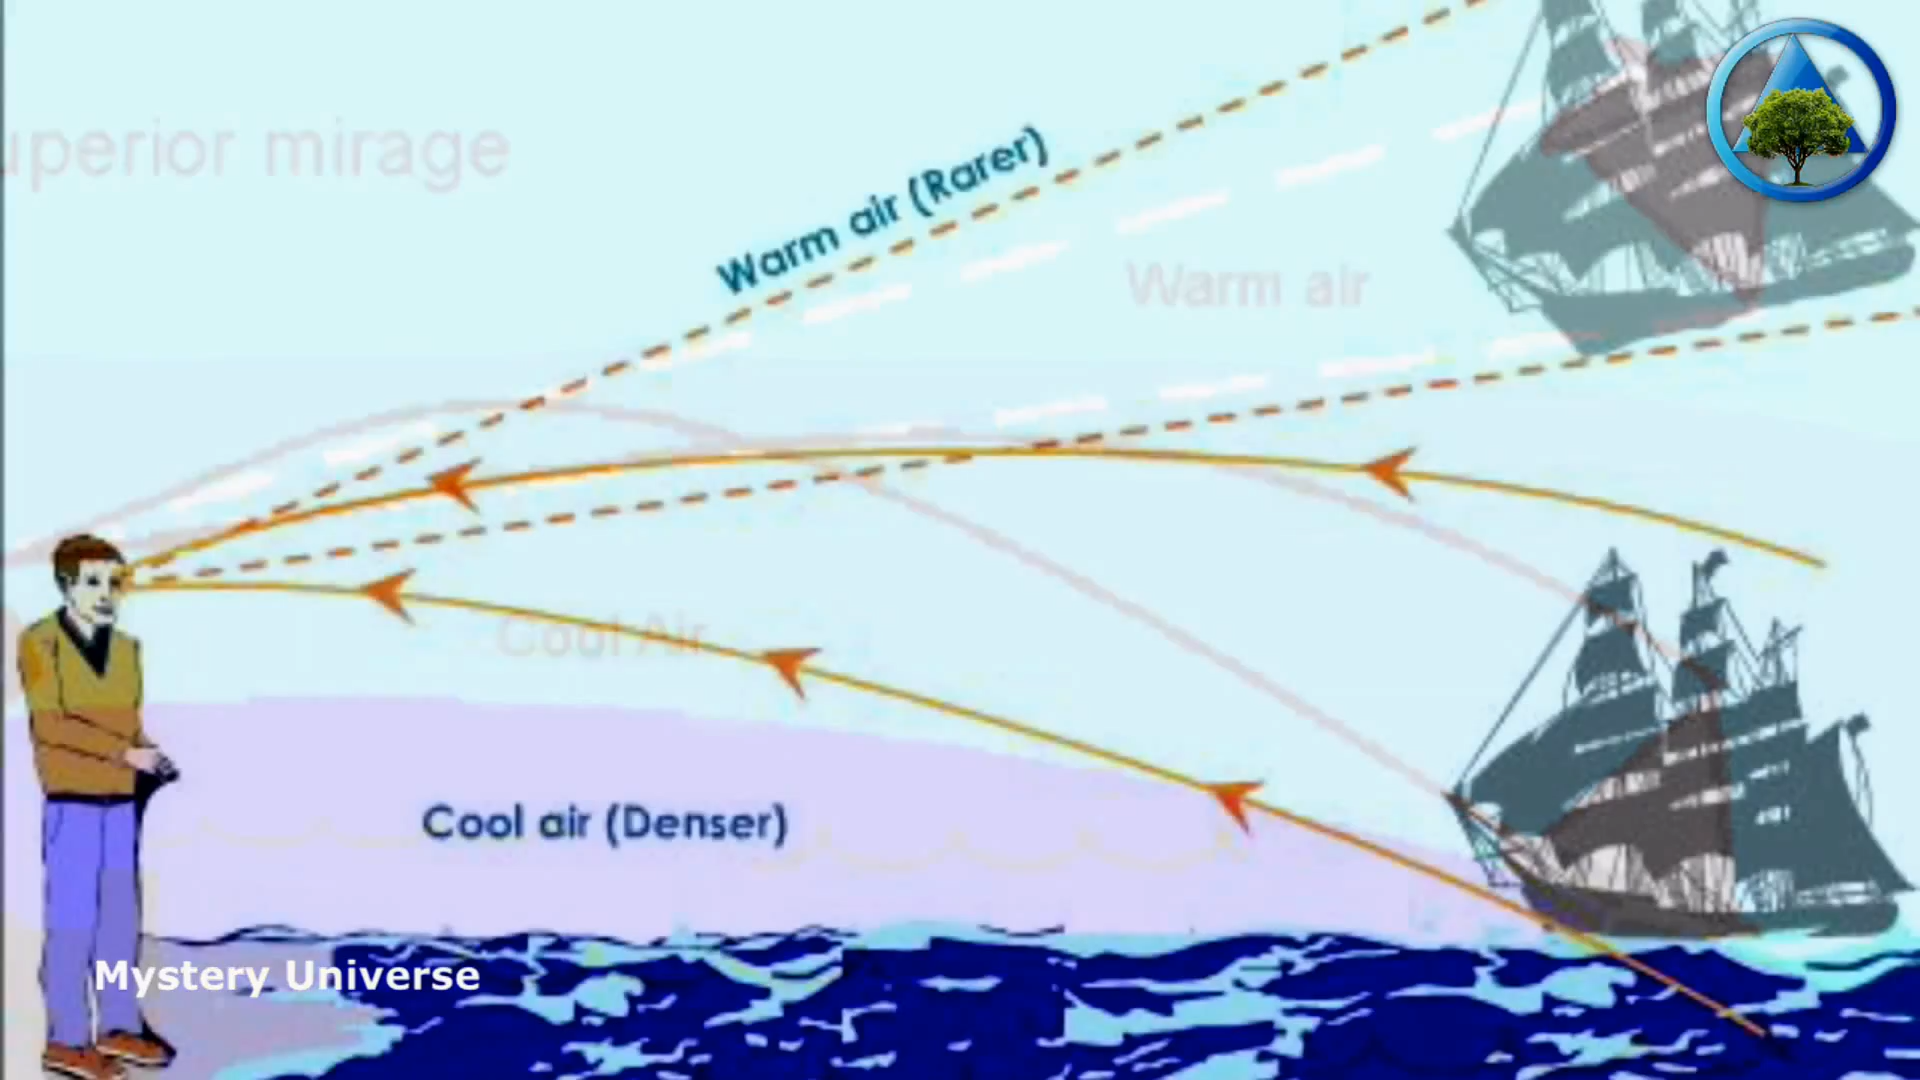 uperior mirage
Warm air (Rarer)
Warm air
Cool Air
Cool air (Denser)
Mystery Universe